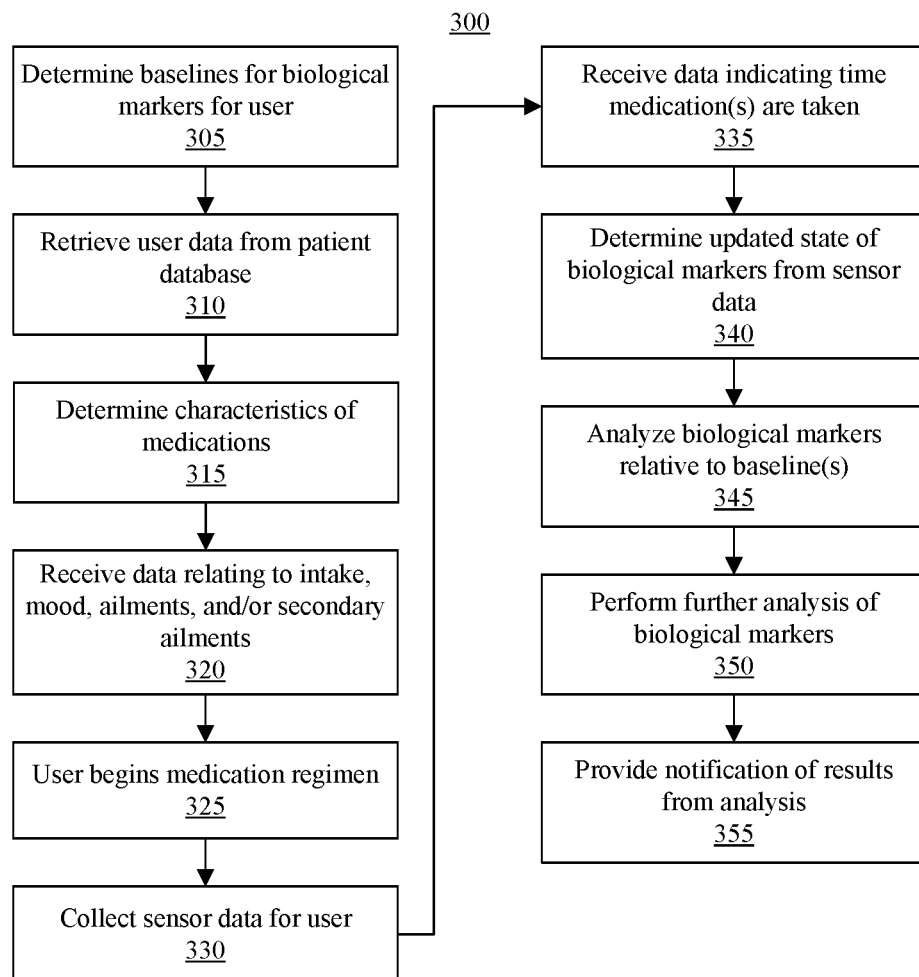 300
Determine baselines for biological
markers for user
305
Retrieve user data from patient
database
310
Determine characteristics of
medications
315
Receive data relating to intake,
mood, ailments, and/or secondary
ailments
320
User begins medication regimen
325
Collect sensor data for user
330
Receive data indicating time
medication(s) are taken
335
Determine updated state of
biological markers from sensor
data
340
Analyze biological markers
relative to baseline(s)
345
Perform further analysis of
biological markers
350
Provide notification of results
from analysis
355